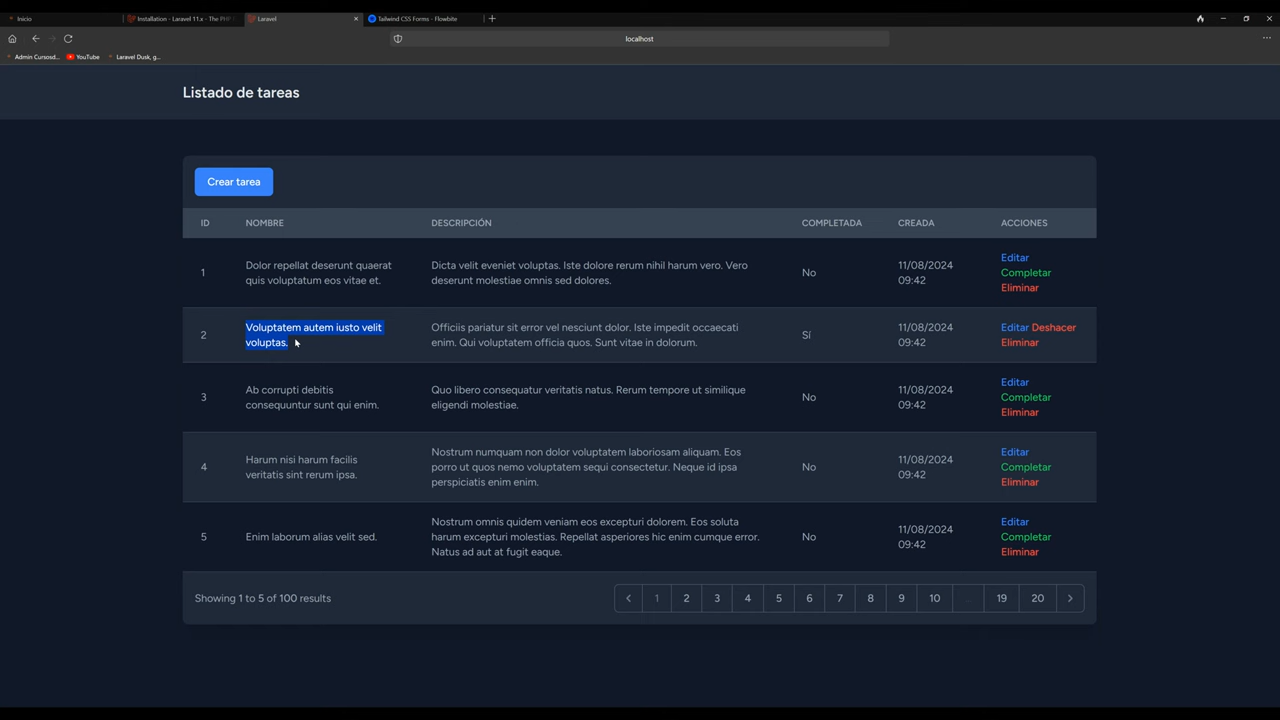 Inicio
Installation - Laravel 11.x - The PHP
Laravel
Tailwind CSS Forms - Flowbite
localhost
Admin Cursosd...
YouTube
Laravel Dusk, g...
Listado de tareas
Crear tarea
ID NOMBRE DESCRIPCIÓN COMPLETADA CREADA ACCIONES
1
Dolor repellat deserunt quaerat
quis voluptatum eos vitae et.
Dicta velit eveniet voluptas. Iste dolore rerum nihil harum vero. Vero
deserunt molestiae omnis sed dolores.
No
11/08/2024
09:42
Editar
Completar
Eliminar
2
Voluptatem autem iusto velit
voluptas.
Officiis pariatur sit error vel nesciunt dolor. Iste impedit occaecati
enim. Qui voluptatem officia quos. Sunt vitae in dolorum.
Sí
11/08/2024
09:42
Editar Deshacer
Eliminar
3
Ab corrupti debitis
consequuntur sunt qui enim.
Quo libero consequatur veritatis natus. Rerum tempore ut similique
eligendi molestiae.
No
11/08/2024
09:42
Editar
Completar
Eliminar
4
Harum nisi harum facilis
veritatis sint rerum ipsa.
Nostrum numquam non dolor voluptatem laboriosam aliquam. Eos
porro ut quos nemo voluptatem sequi consectetur. Neque id ipsa
perspiciatis enim enim.
No
11/08/2024
09:42
Editar
Completar
Eliminar
5
Enim laborum alias velit sed.
Nostrum omnis quidem veniam eos excepturi dolorem. Eos soluta
harum excepturi molestias. Repellat asperiores hic enim cumque error.
Natus ad aut at fugit eaque.
No
11/08/2024
09:42
Editar
Completar
Eliminar
Showing 1 to 5 of 100 results
1 2 3 4 5 6 7 8 9 10 ... 19 20